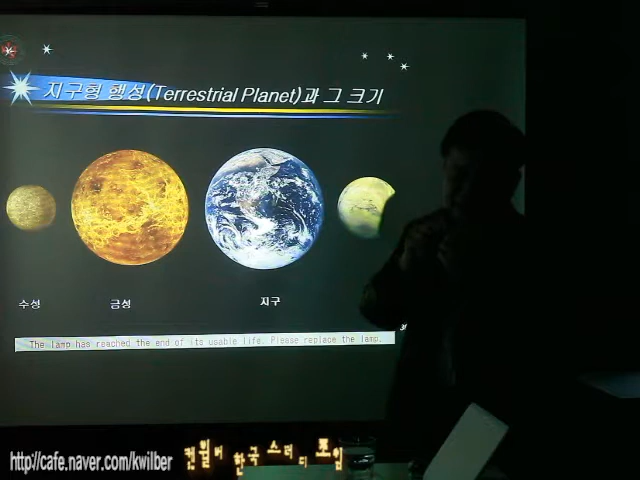 지구형 행성(Terrestrial Planet)과 그 크기
수성 금성 지구
The lamp has reached the end of its usable life. Please replace the lamp.
http://cafe.naver.com/kwilber 켄윌버 한국 스터디 모임